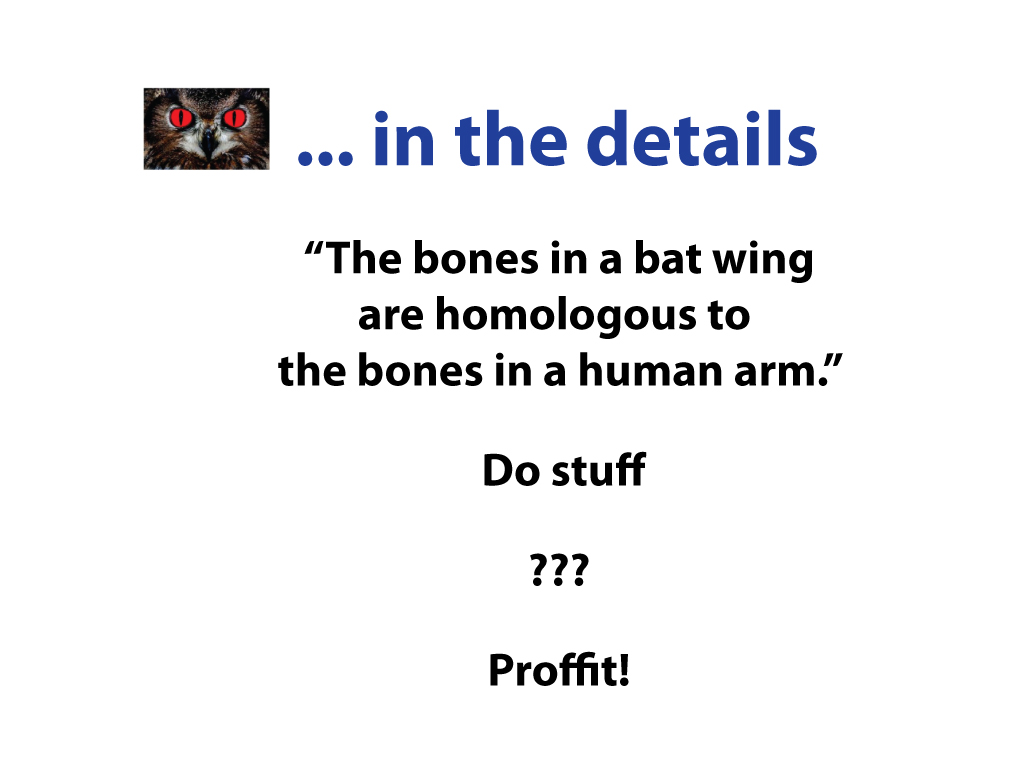 ... in the details
“The bones in a bat wing
are homologous to
the bones in a human arm.”
Do stuff
???
Proffit!